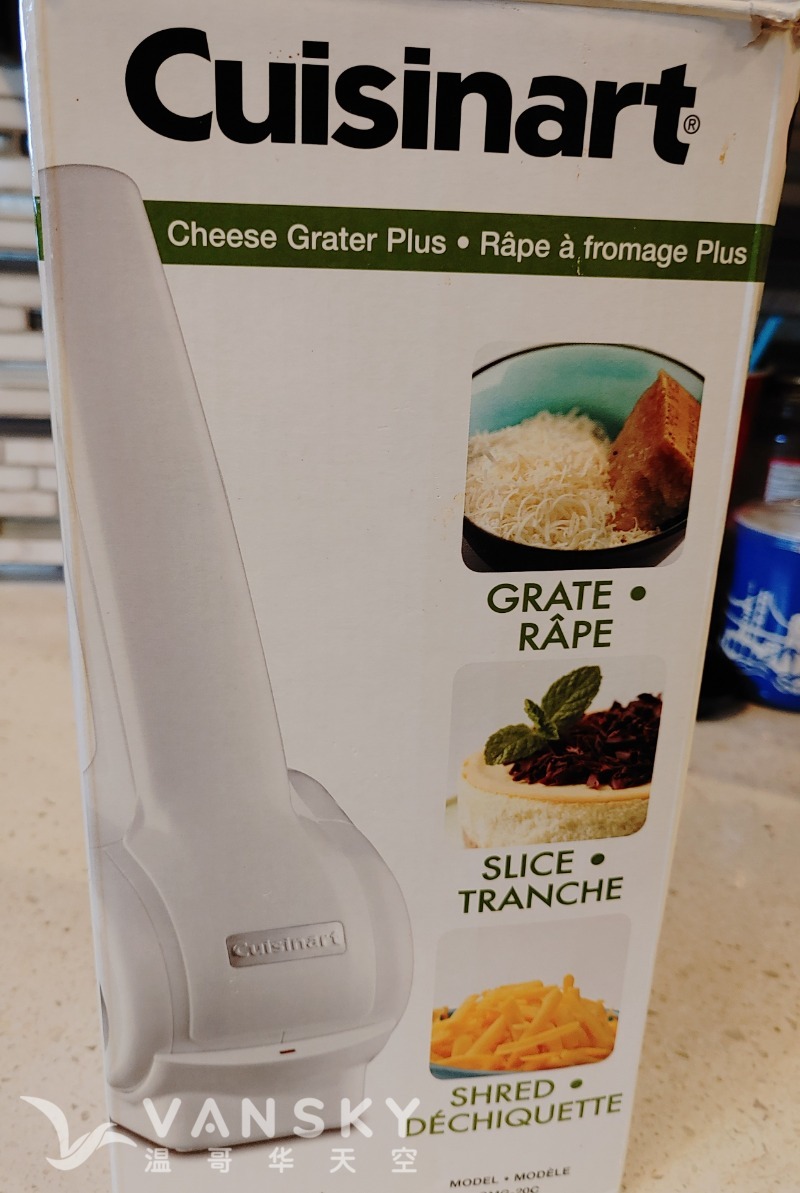 Cuisinart®
Cheese Grater Plus • Râpe à fromage Plus
GRATE •
RÂPE
SLICE •
TRANCHE
Cuisinart
SHRED •
DÉCHIQUETTE
VANSKY
温哥华天空
MODEL • MODÈLE